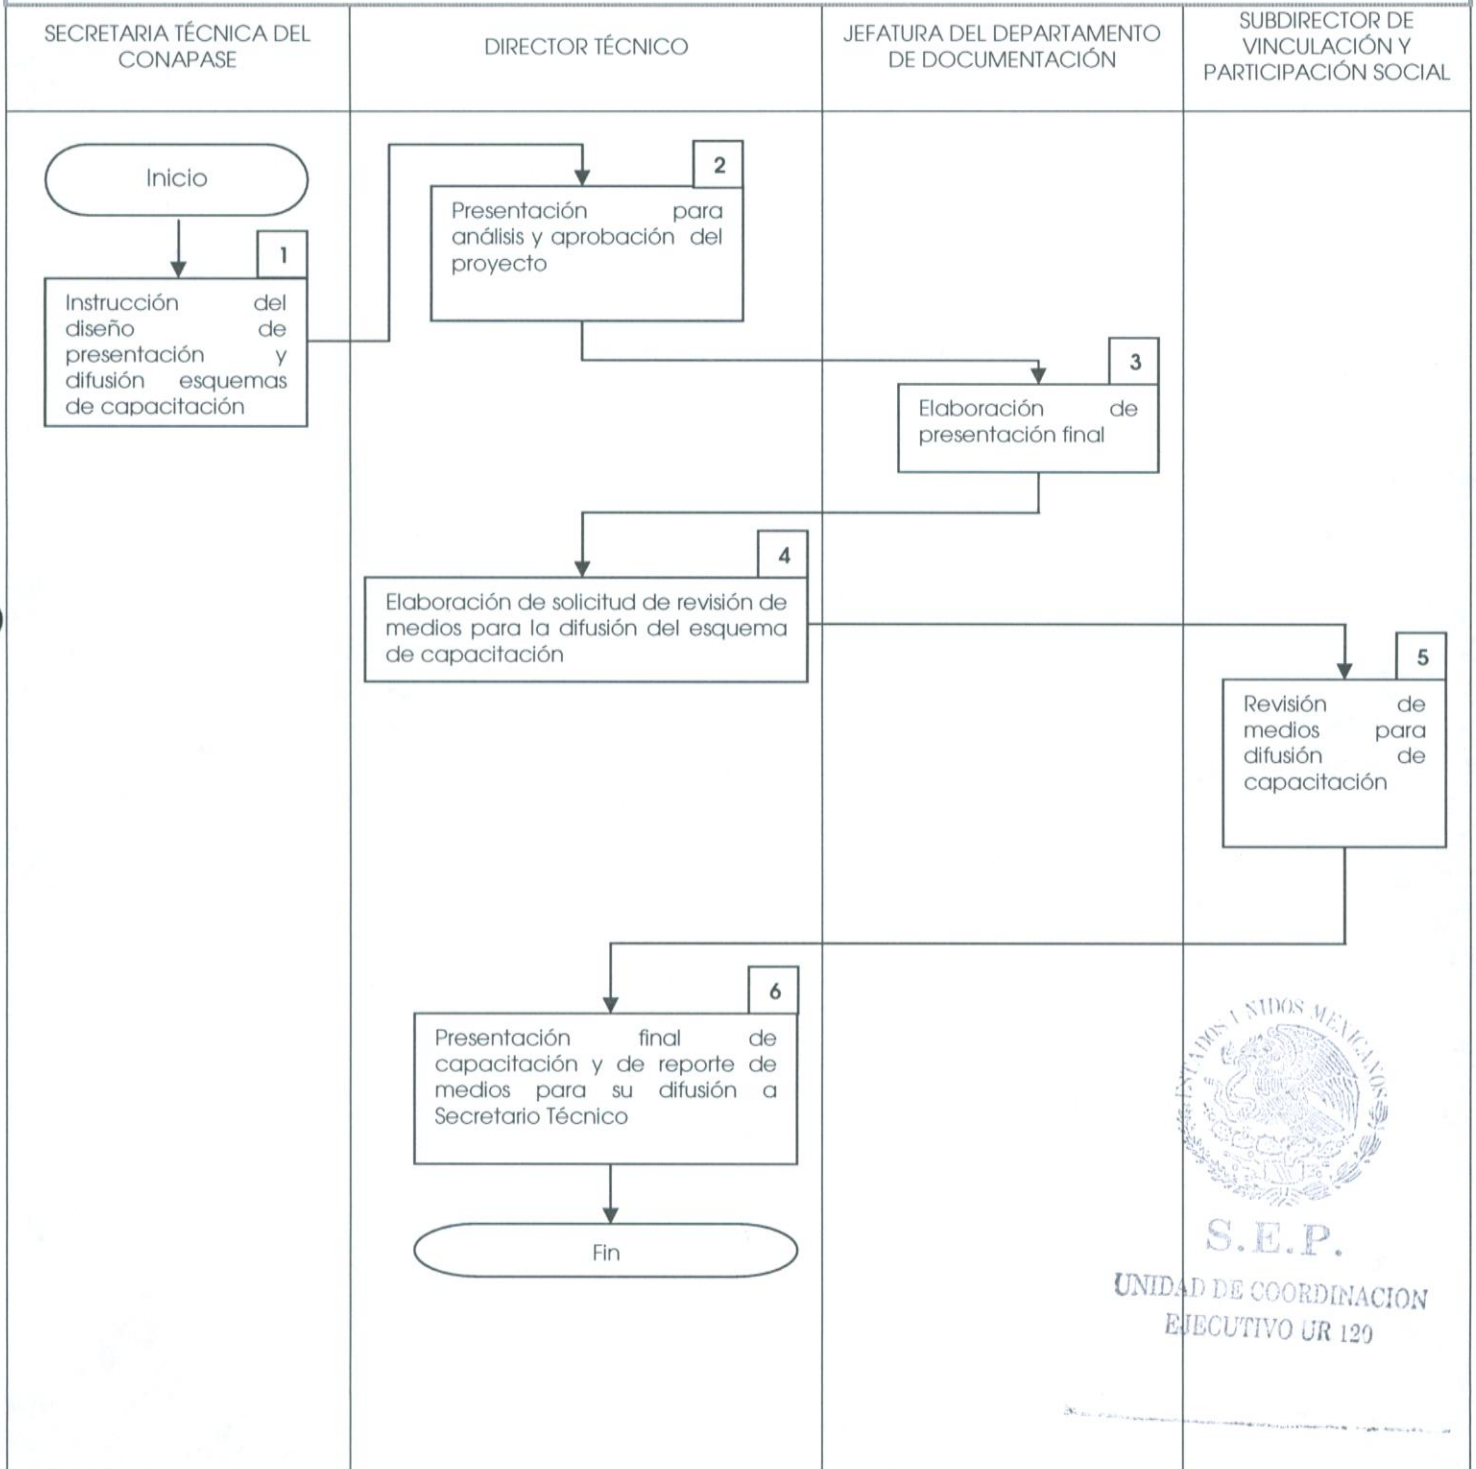 SECRETARIA TÉCNICA DEL
CONAPASE
DIRECTOR TÉCNICO
JEFATURA DEL DEPARTAMENTO
DE DOCUMENTACIÓN
SUBDIRECTOR DE
VINCULACIÓN Y
PARTICIPACIÓN SOCIAL
Inicio
1
Instrucción del
diseño de
presentación y
difusión esquemas
de capacitación
2
Presentación para
análisis y aprobación del
proyecto
3
Elaboración de
presentación final
4
Elaboración de solicitud de revisión de
medios para la difusión del esquema
de capacitación
5
Revisión de
medios para
difusión de
capacitación
6
Presentación final de
capacitación y de reporte de
medios para su difusión a
Secretario Técnico
Fin
ESTADOS UNIDOS MEXICANOS
S.E.P.
UNIDAD DE COORDINACION
EJECUTIVO UR 120